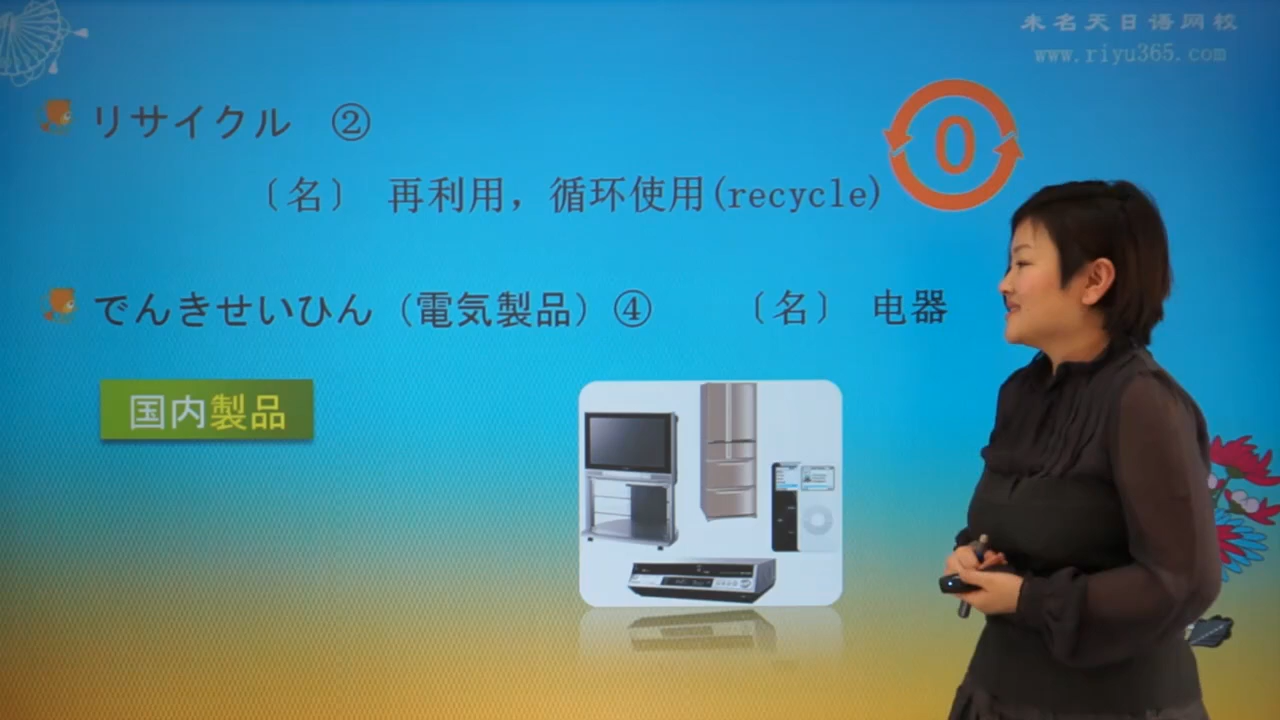 未名天日语网校
www.riyu365.com
リサイクル ②
〔名〕 再利用，循环使用(recycle)
0
でんきせいひん（電気製品）④ 〔名〕 电器
国内製品